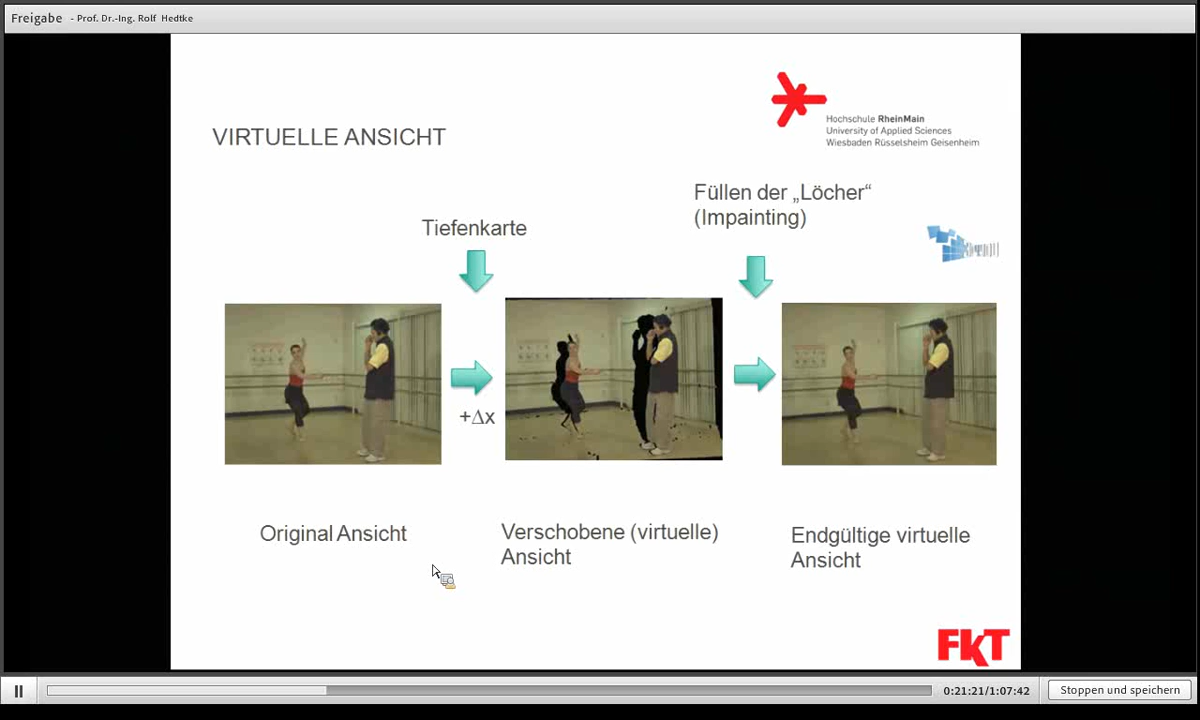 Freigabe - Prof. Dr.-Ing. Rolf Hedtke
VIRTUELLE ANSICHT
Hochschule RheinMain
University of Applied Sciences
Wiesbaden Rüsselsheim Geisenheim
Füllen der „Löcher“
(Impainting)
Tiefenkarte
+Δx
Original Ansicht
Verschobene (virtuelle)
Ansicht
Endgültige virtuelle
Ansicht
FKT
0:21:21/1:07:42
Stoppen und speichern